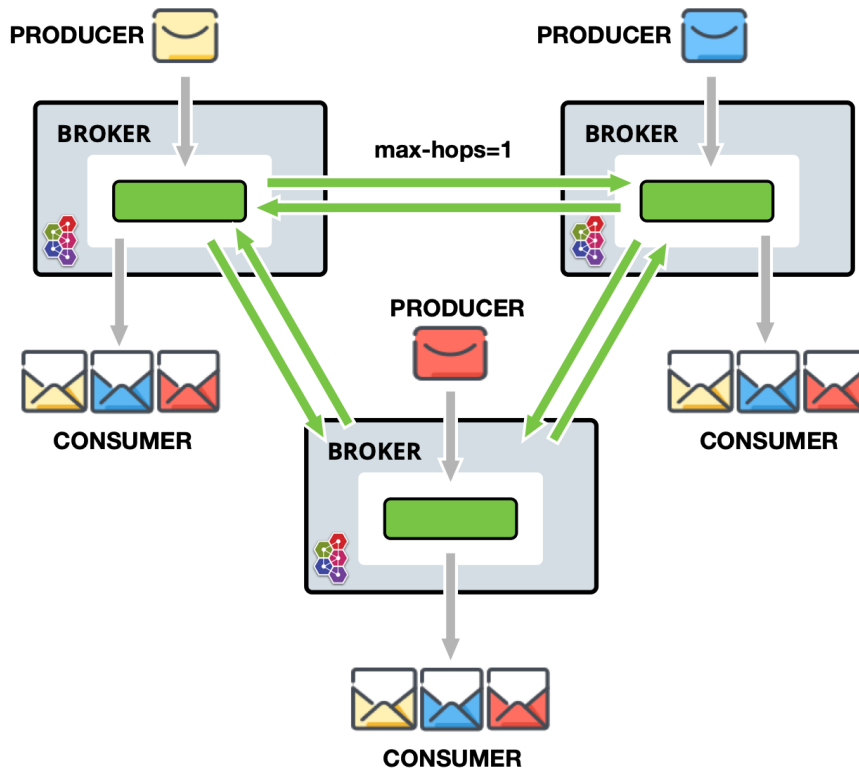 PRODUCER
PRODUCER
BROKER
max-hops=1
BROKER
PRODUCER
CONSUMER
BROKER
CONSUMER
CONSUMER